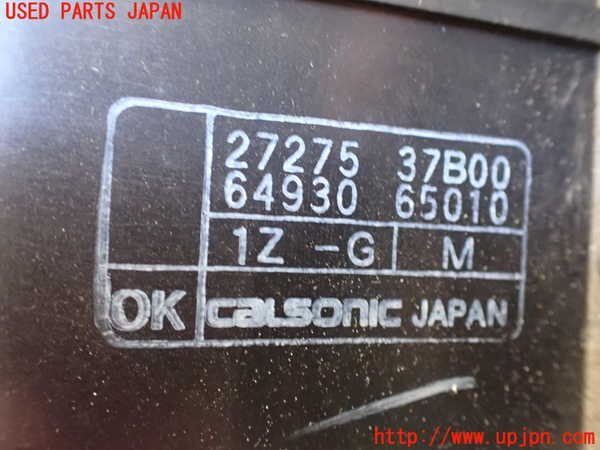 USED PARTS JAPAN
27275 37B00
64930 65010
1Z -G M
OK calsonic JAPAN
http://www.upjpn.com/